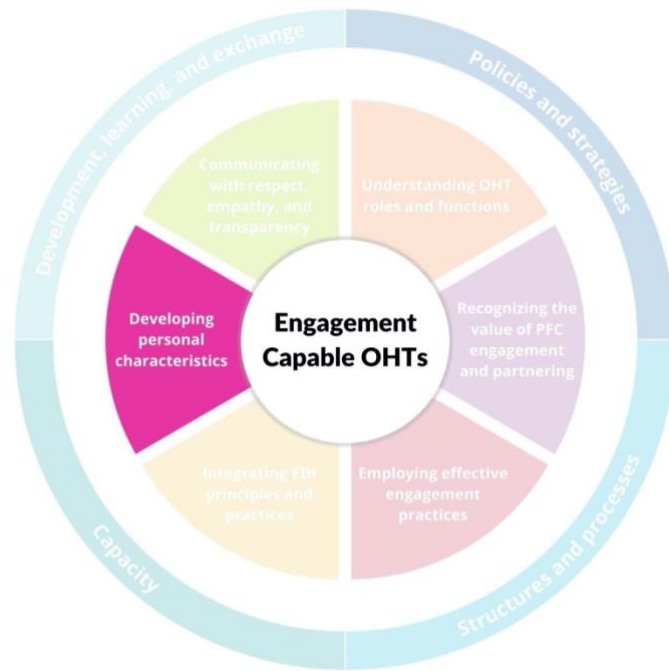 Development, learning, and exchange
Policies and strategies
Communicating
with respect,
empathy, and
transparency
Understanding OHT
roles and functions
Developing
personal
characteristics
Engagement
Capable OHTs
Recognizing the
value of PFC
engagement
and partnering
Integrating EDI
principles and
practices
Employing effective
engagement
practices
Capacity
Structures and processes